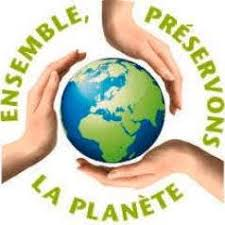 ENSEMBLE,
PRÉSERVONS
LA PLANÈTE